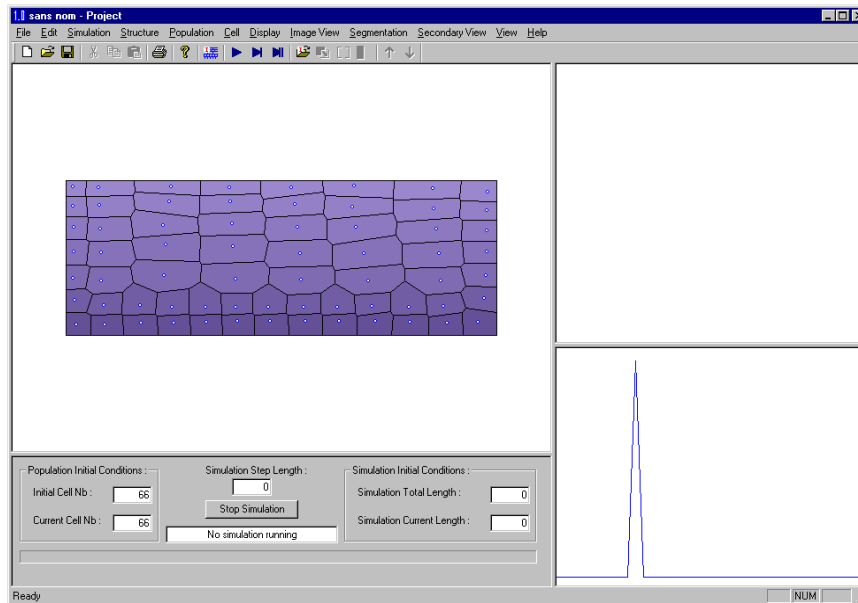 sans nom - Project
File Edit Simulation Structure Population Cell Display Image View Segmentation Secondary View View Help
Population Initial Conditions :
Initial Cell Nb : 66
Current Cell Nb : 66
Simulation Step Length :
0
Stop Simulation
No simulation running
Simulation Initial Conditions :
Simulation Total Length : 0
Simulation Current Length : 0
Ready NUM